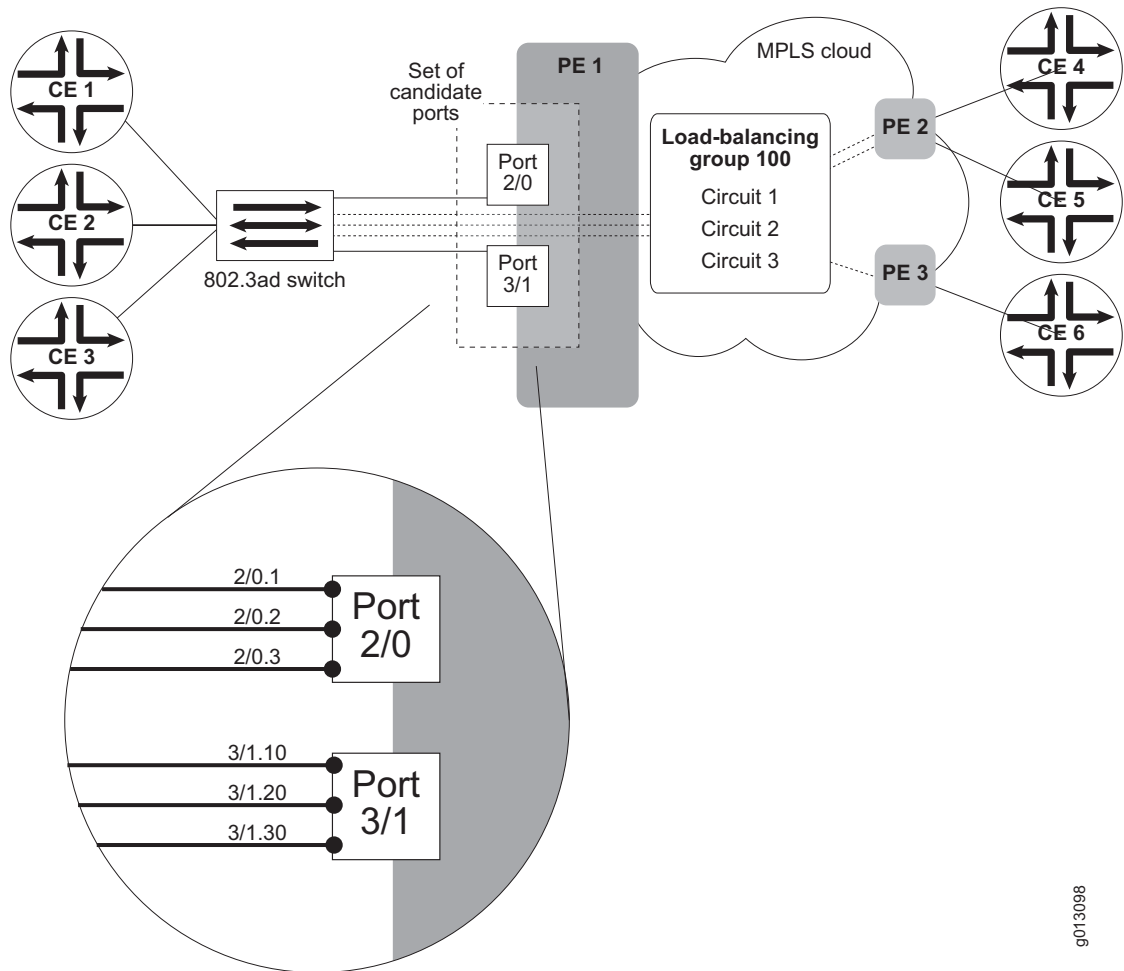 CE 1
CE 2
CE 3
802.3ad switch
Set of
candidate
ports
PE 1
Port
2/0
Port
3/1
MPLS cloud
Load-balancing
group 100
Circuit 1
Circuit 2
Circuit 3
PE 2
PE 3
CE 4
CE 5
CE 6
2/0.1
2/0.2
2/0.3
Port
2/0
3/1.10
3/1.20
3/1.30
Port
3/1
g013098